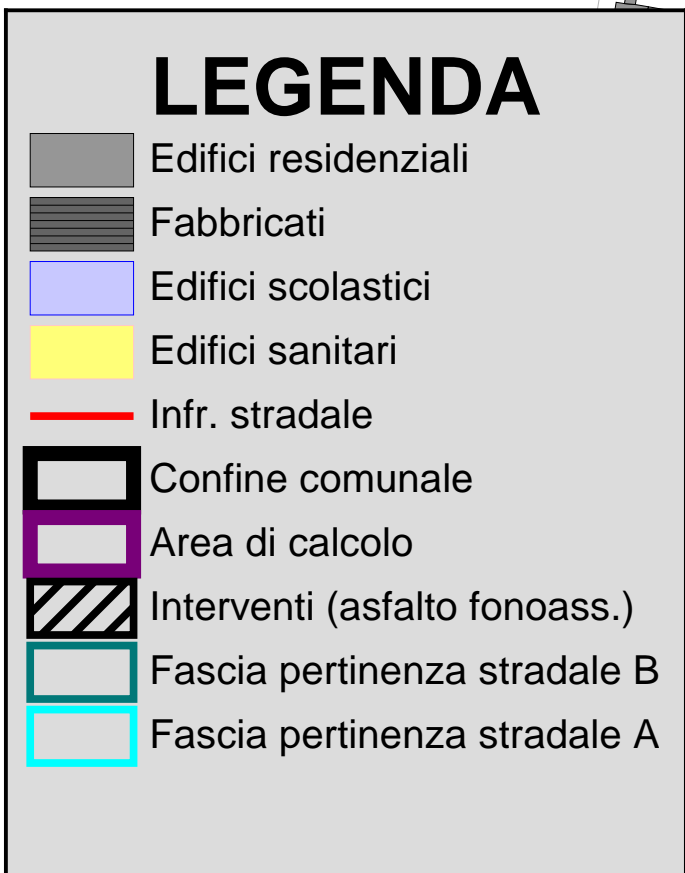 LEGENDA
Edifici residenziali
Fabbricati
Edifici scolastici
Edifici sanitari
Infr. stradale
Confine comunale
Area di calcolo
Interventi (asfalto fonoass.)
Fascia pertinenza stradale B
Fascia pertinenza stradale A